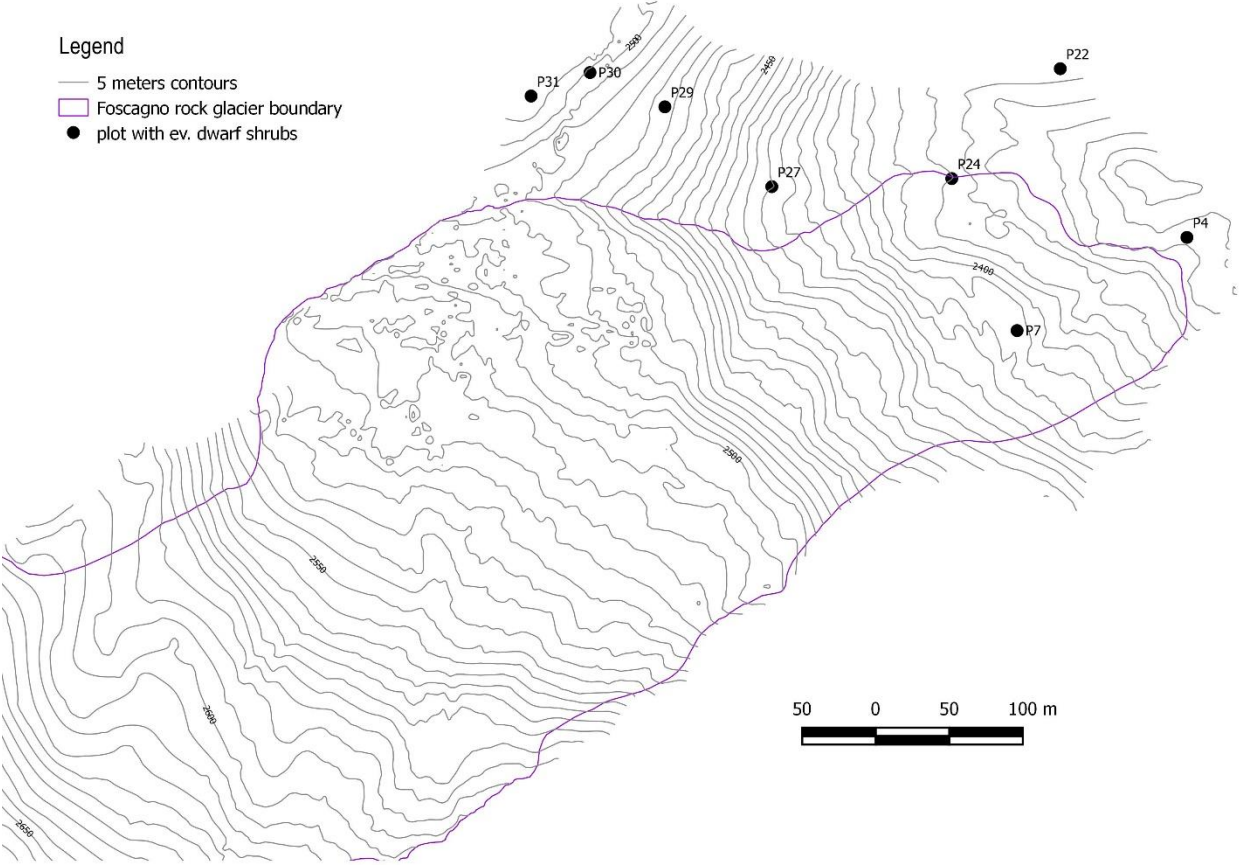 Legend
5 meters contours
Foscagno rock glacier boundary
plot with ev. dwarf shrubs
2500
P22
2450
P30
P31
P29
P24
P27
P4
2400
P7
2500
2550
50 0 50 100 m
2600
2650